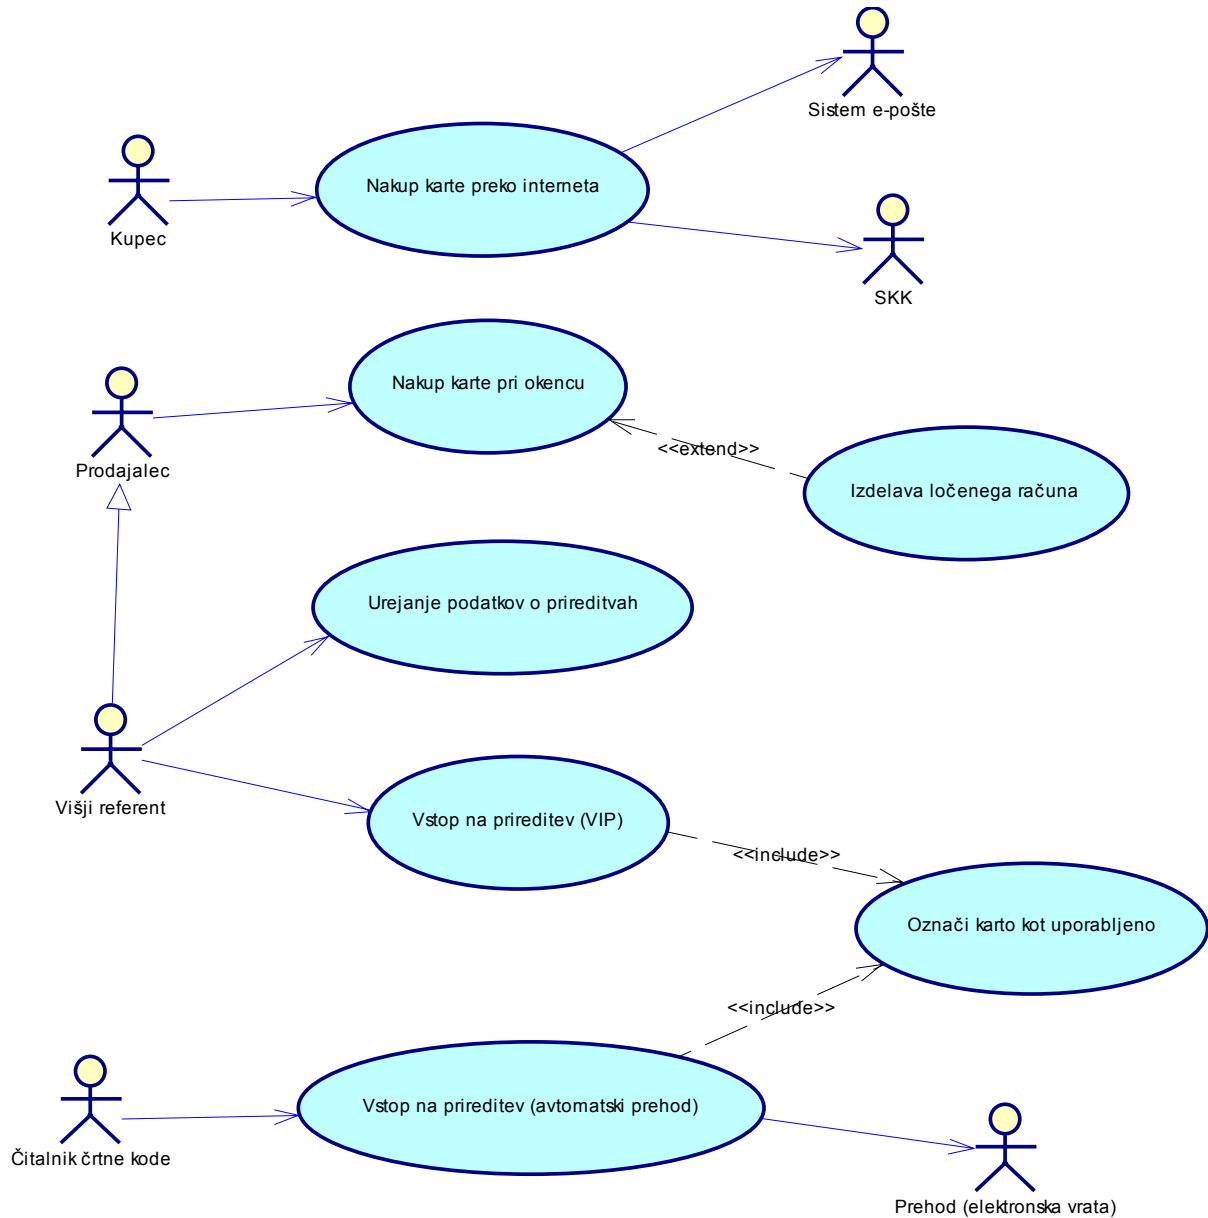 Sistem e-pošte
Nakup karte preko interneta
Kupec
SKK
Nakup karte pri okencu
Prodajalec
<<extend>>
Izdelava ločenega računa
Urejanje podatkov o prireditvah
Višji referent
Vstop na prireditev (VIP)
<<include>>
Označi karto kot uporabljeno
<<include>>
Vstop na prireditev (avtomatski prehod)
Čitalnik črtne kode
Prehod (elektronska vrata)